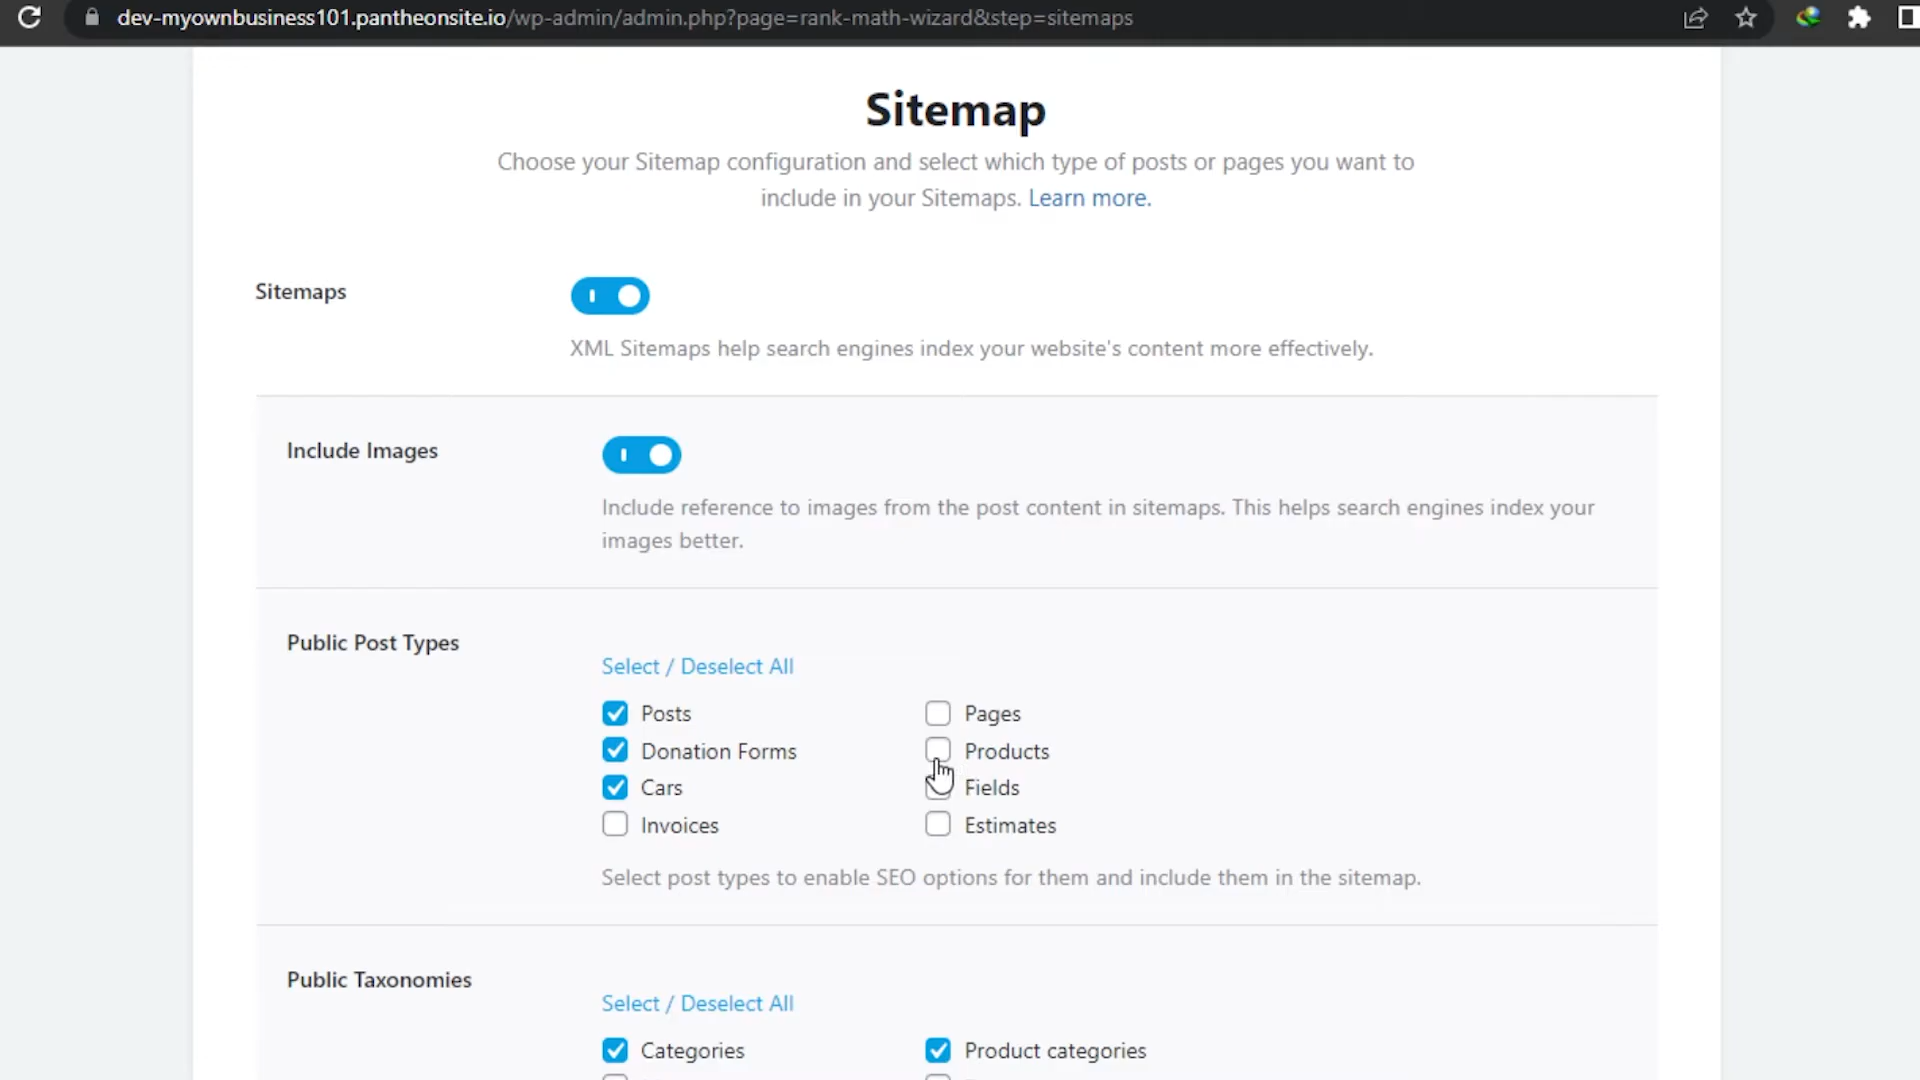 dev-myownbusiness101.pantheonsite.io/wp-admin/admin.php?page=rank-math-wizard&step=sitemaps
Sitemap
Choose your Sitemap configuration and select which type of posts or pages you want to
include in your Sitemaps. Learn more.
Sitemaps
XML Sitemaps help search engines index your website's content more effectively.
Include Images
Include reference to images from the post content in sitemaps. This helps search engines index your
images better.
Public Post Types
Select / Deselect All
Posts Pages
Donation Forms Products
Cars Fields
Invoices Estimates
Select post types to enable SEO options for them and include them in the sitemap.
Public Taxonomies
Select / Deselect All
Categories Product categories